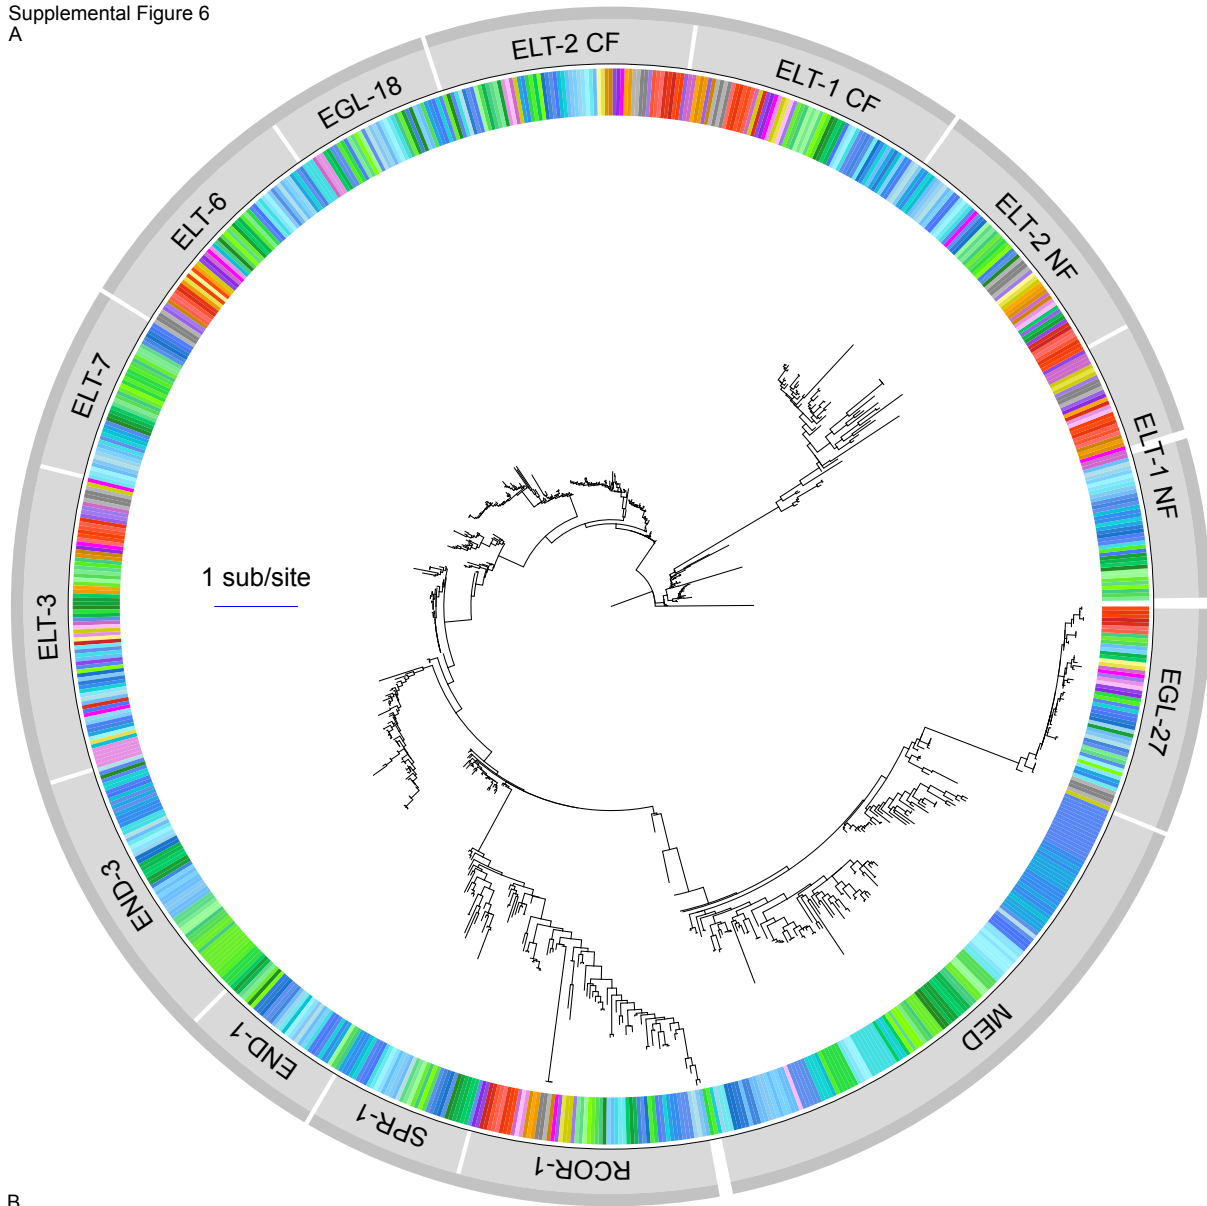 Supplemental Figure 6
A
ELT-2 CF
ELT-1 CF
EGL-18
ELT-2 NF
ELT-6
ELT-7
ELT-1 NF
1 sub/site
ELT-3
EGL-27
END-3
MED
END-1
SPR-1
RCOR-1
B